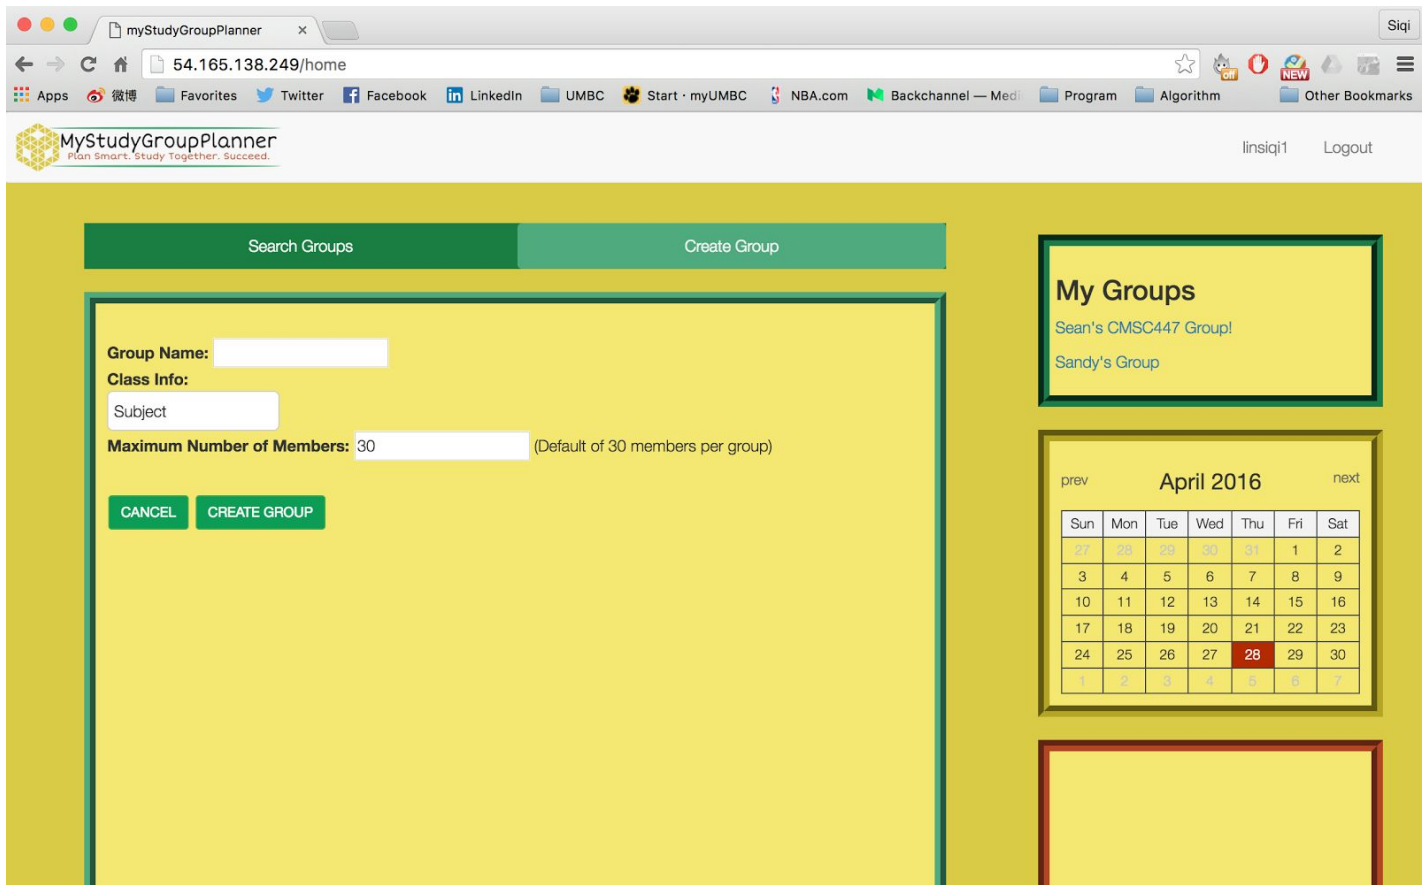 myStudyGroupPlanner
Siqi
54.165.138.249/home
off
NEW
Apps 微博 Favorites Twitter Facebook LinkedIn UMBC Start · myUMBC NBA.com Backchannel — Medi Program Algorithm Other Bookmarks
MyStudyGroupPlanner
Plan Smart. Study Together. Succeed.
linsiqi1 Logout
Search Groups Create Group
Group Name:
Class Info:
Subject
Maximum Number of Members: 30 (Default of 30 members per group)
CANCEL CREATE GROUP
My Groups
Sean's CMSC447 Group!
Sandy's Group
prev April 2016 next
Sun Mon Tue Wed Thu Fri Sat
27 28 29 30 31 1 2
3 4 5 6 7 8 9
10 11 12 13 14 15 16
17 18 19 20 21 22 23
24 25 26 27 28 29 30
1 2 3 4 5 6 7